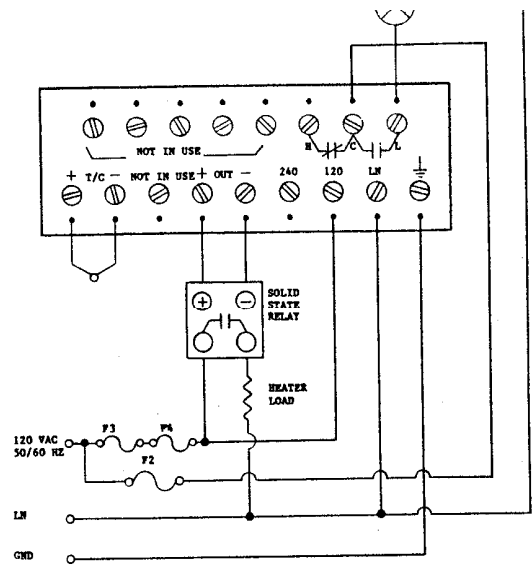 H C L
NOT IN USE
+ T/C − NOT IN USE + OUT − 240 120 LN
+ −
SOLID
STATE
RELAY
HEATER
LOAD
F3 F4
120 VAC
50/60 HZ
F2
LN
GND